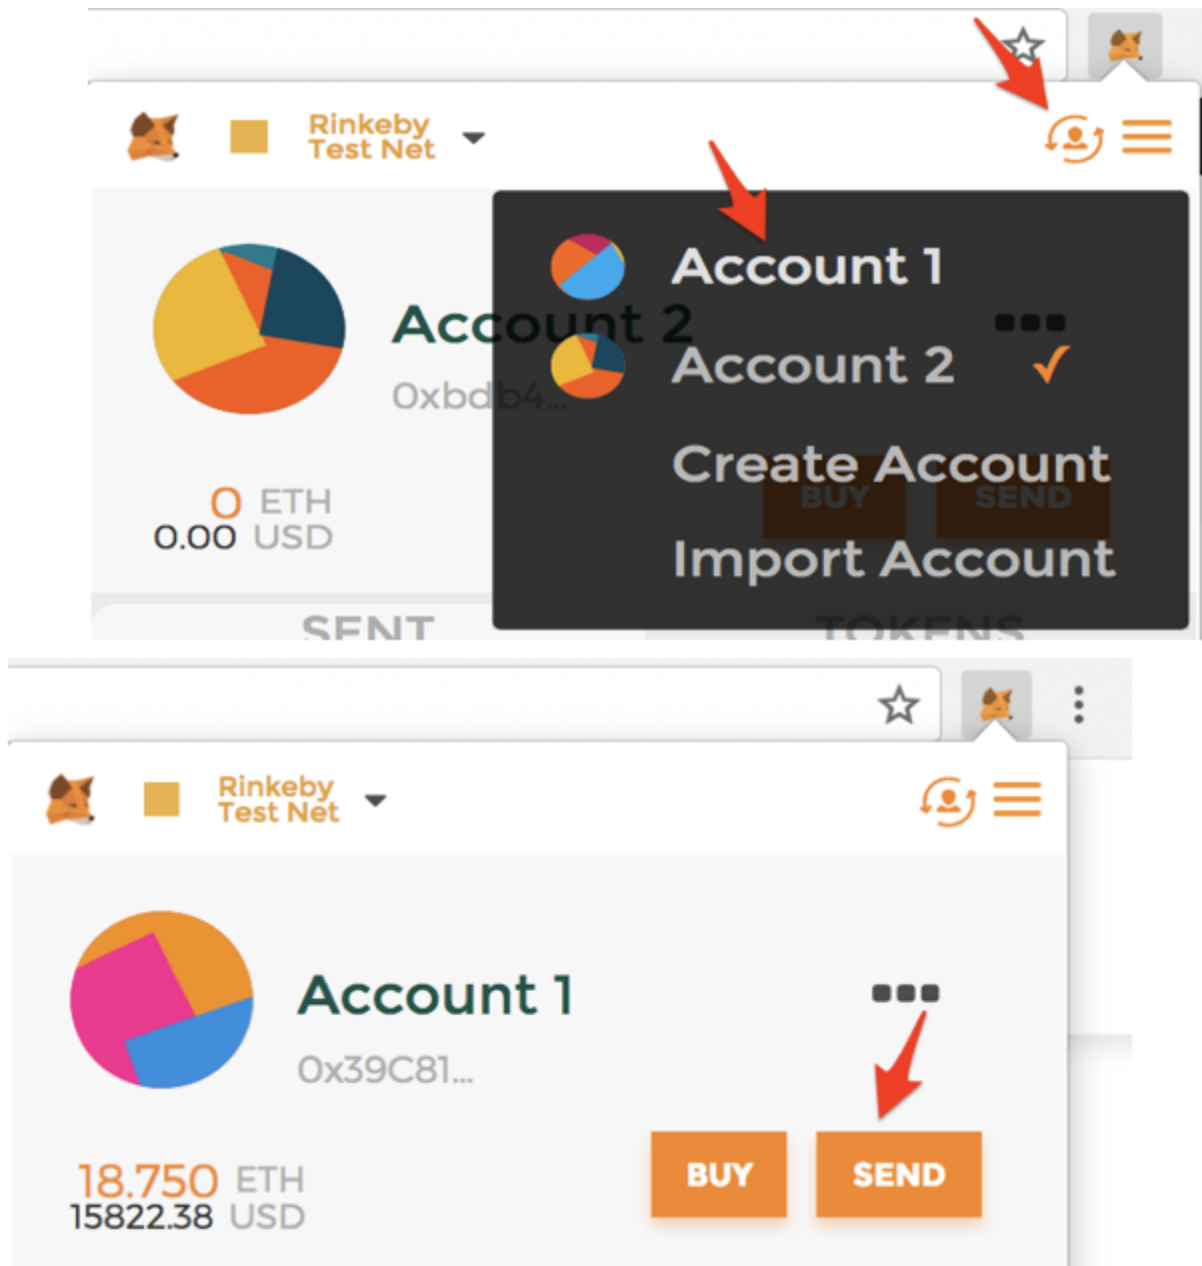 Rinkeby
Test Net
Account 1
Account 2
0xbdb4...
Account 2
Create Account
0 ETH
BUY
SEND
0.00 USD
Import Account
SENT
TOKENS
Rinkeby
Test Net
Account 1
0x39C81...
18.750 ETH
BUY
SEND
15822.38 USD